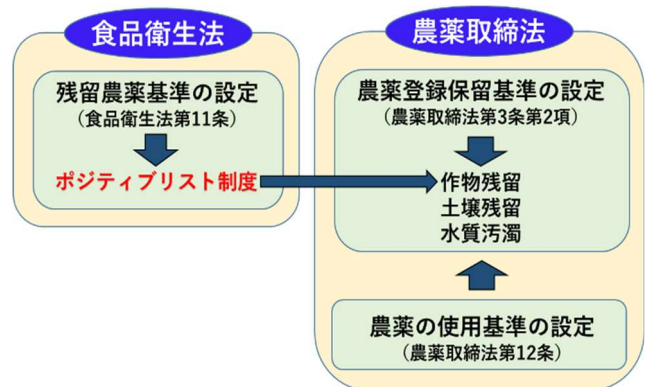 食品衛生法
残留農薬基準の設定
（食品衛生法第11条）
ポジティブリスト制度
農薬取締法
農薬登録保留基準の設定
（農薬取締法第3条第2項）
作物残留
土壌残留
水質汚濁
農薬の使用基準の設定
（農薬取締法第12条）